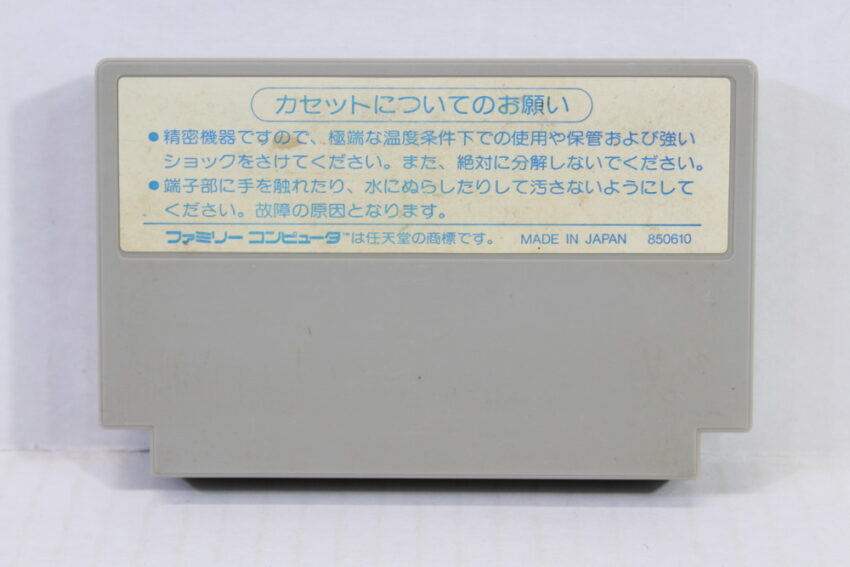 カセットについてのお願い
●精密機器ですので、極端な温度条件下での使用や保管および強い
ショックをさけてください。また、絶対に分解しないでください。
●端子部に手を触れたり、水にぬらしたりして汚さないようにして
ください。故障の原因となります。
ファミリー コンピュータ™は任天堂の商標です。 MADE IN JAPAN 850610